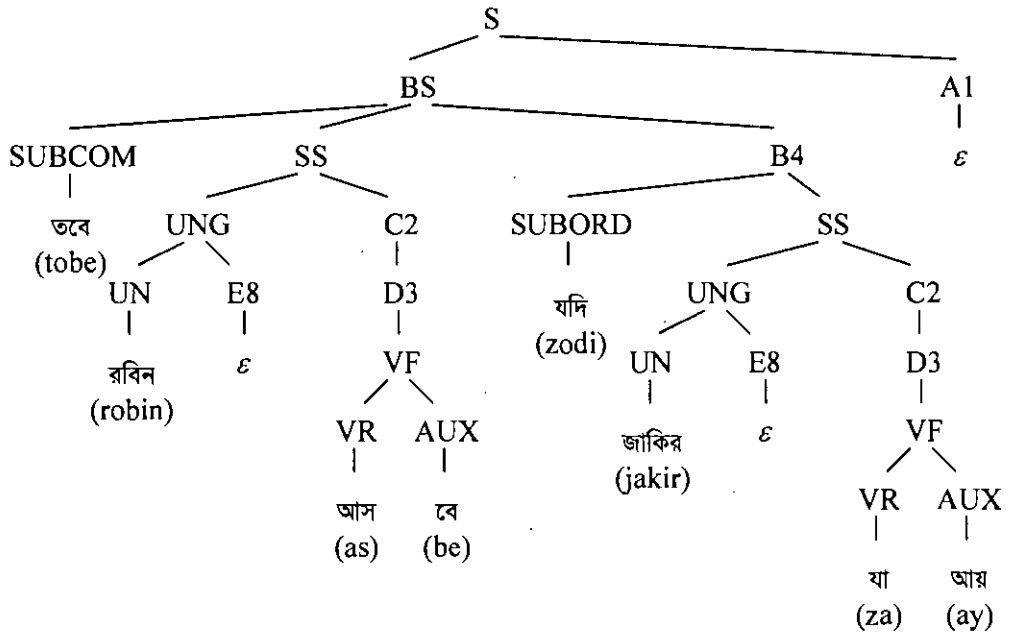 S
BS A1
SUBCOM SS B4 ε
তবে UNG C2 SUBORD SS
(tobe)
UN E8 D3 যদি UNG C2
(zodi)
রবিন ε VF UN E8 D3
(robin)
VR AUX জাকির ε VF
(jakir)
আস বে VR AUX
(as) (be)
যা আয়
(za) (ay)